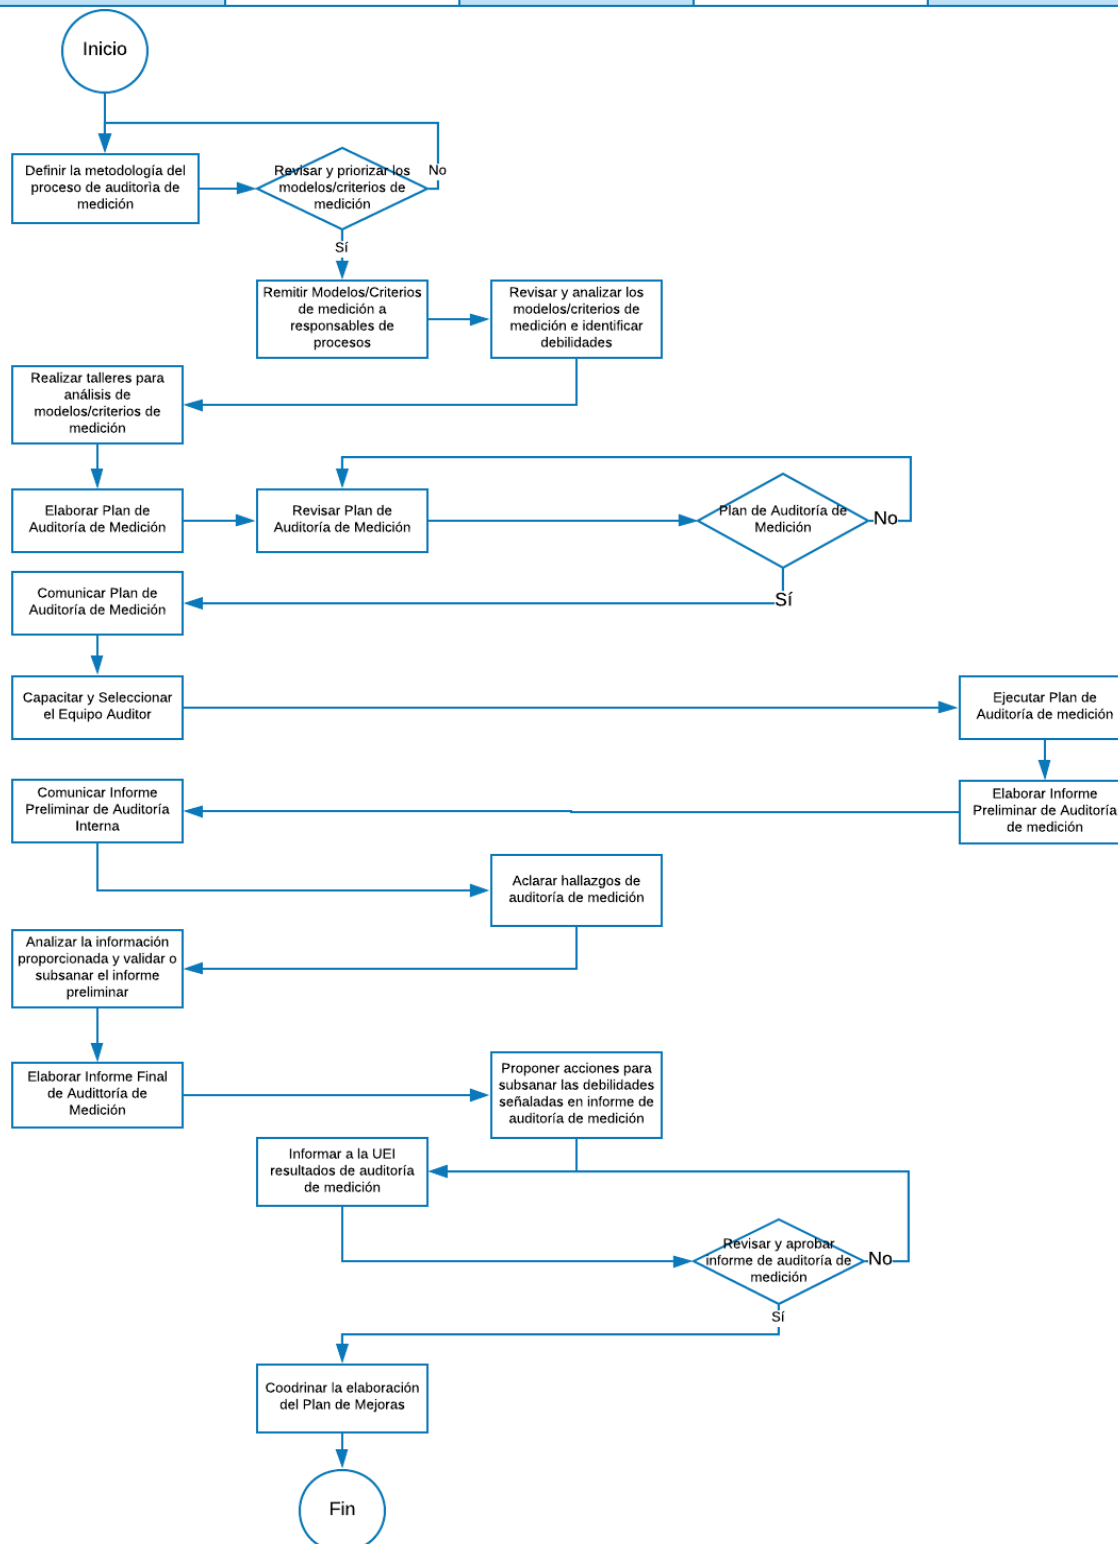 Inicio
Definir la metodología del
proceso de auditorìa de
medición
Revisar y priorizar los
modelos/criterios de
medición
No
Sí
Remitir Modelos/Criterios
de medición a
responsables de
procesos
Revisar y analizar los
modelos/criterios de
medición e identificar
debilidades
Realizar talleres para
análisis de
modelos/criterios de
medición
Elaborar Plan de
Auditoría de Medición
Revisar Plan de
Auditoría de Medición
Plan de Auditoría de
Medición
No
Sí
Comunicar Plan de
Auditoría de Medición
Capacitar y Seleccionar
el Equipo Auditor
Ejecutar Plan de
Auditoría de medición
Elaborar Informe
Preliminar de Auditoría
de medición
Comunicar Informe
Preliminar de Auditoría
Interna
Aclarar hallazgos de
auditoría de medición
Analizar la información
proporcionada y validar o
subsanar el informe
preliminar
Elaborar Informe Final
de Audittoría de
Medición
Proponer acciones para
subsanar las debilidades
señaladas en informe de
auditoría de medición
Informar a la UEI
resultados de auditoría
de medición
Revisar y aprobar
informe de auditoría de
medición
No
Sí
Coodrinar la elaboración
del Plan de Mejoras
Fin